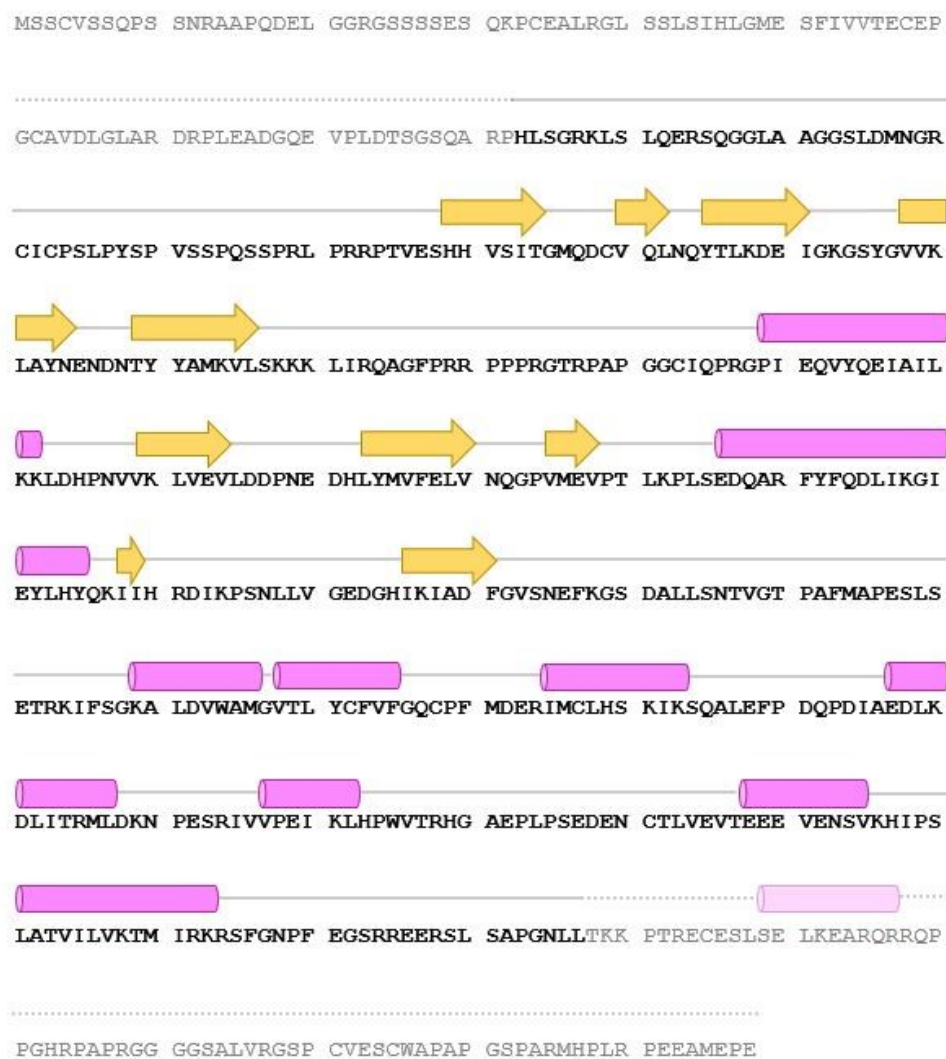 MSSCVSSQPS SNRAAPQDEL GGRGSSSSES QKPCEALRGL SSLSIHLGME SFIVVTECEP
GCAVDLGLAR DRPLEADGQE VPLDTSGSQA RPHLSGRKLS LQERSQGGLA AGGSLDMNGR
CICPSLPYSP VSSPQSSPRL PRRPTVESHH VSITGMQDCV QLNQYTLKDE IGKGSYGVVK
LAYNENDNTY YAMKVLSKKK LIRQAGFPRR PPPRGTRPAP GGCIQPRGPI EQVYQEIAIL
KKLDHPNVVK LVEVLDDPNE DHLYMVFELV NQGPVMEVPT LKPLSEDQAR FYFQDLIKGI
EYLHYQKIIH RDIKPSNLLV GEDGHIKIAD FGVSNEFKGS DALLSNTVGT PAFMAPESLS
ETRKIFSGKA LDVWAMGVTL YCFVFGQCPF MDERIMCLHS KIKSQALEFP DQPDIAEDLK
DLITRMLDKN PESRIVVPEI KLHPWVTRHG AEPLPSEDEN CTLVEVTEEE VENSVKHIPS
LATVILVKTM IRKRSFGNPF EGSRREERSL SAPGNLLTKK PTRECESLSE LKEARQRRQP
PGHRPAPRGG GGSALVRGSP CVESCWAPAP GSPARMHPLR PEEAMEPE